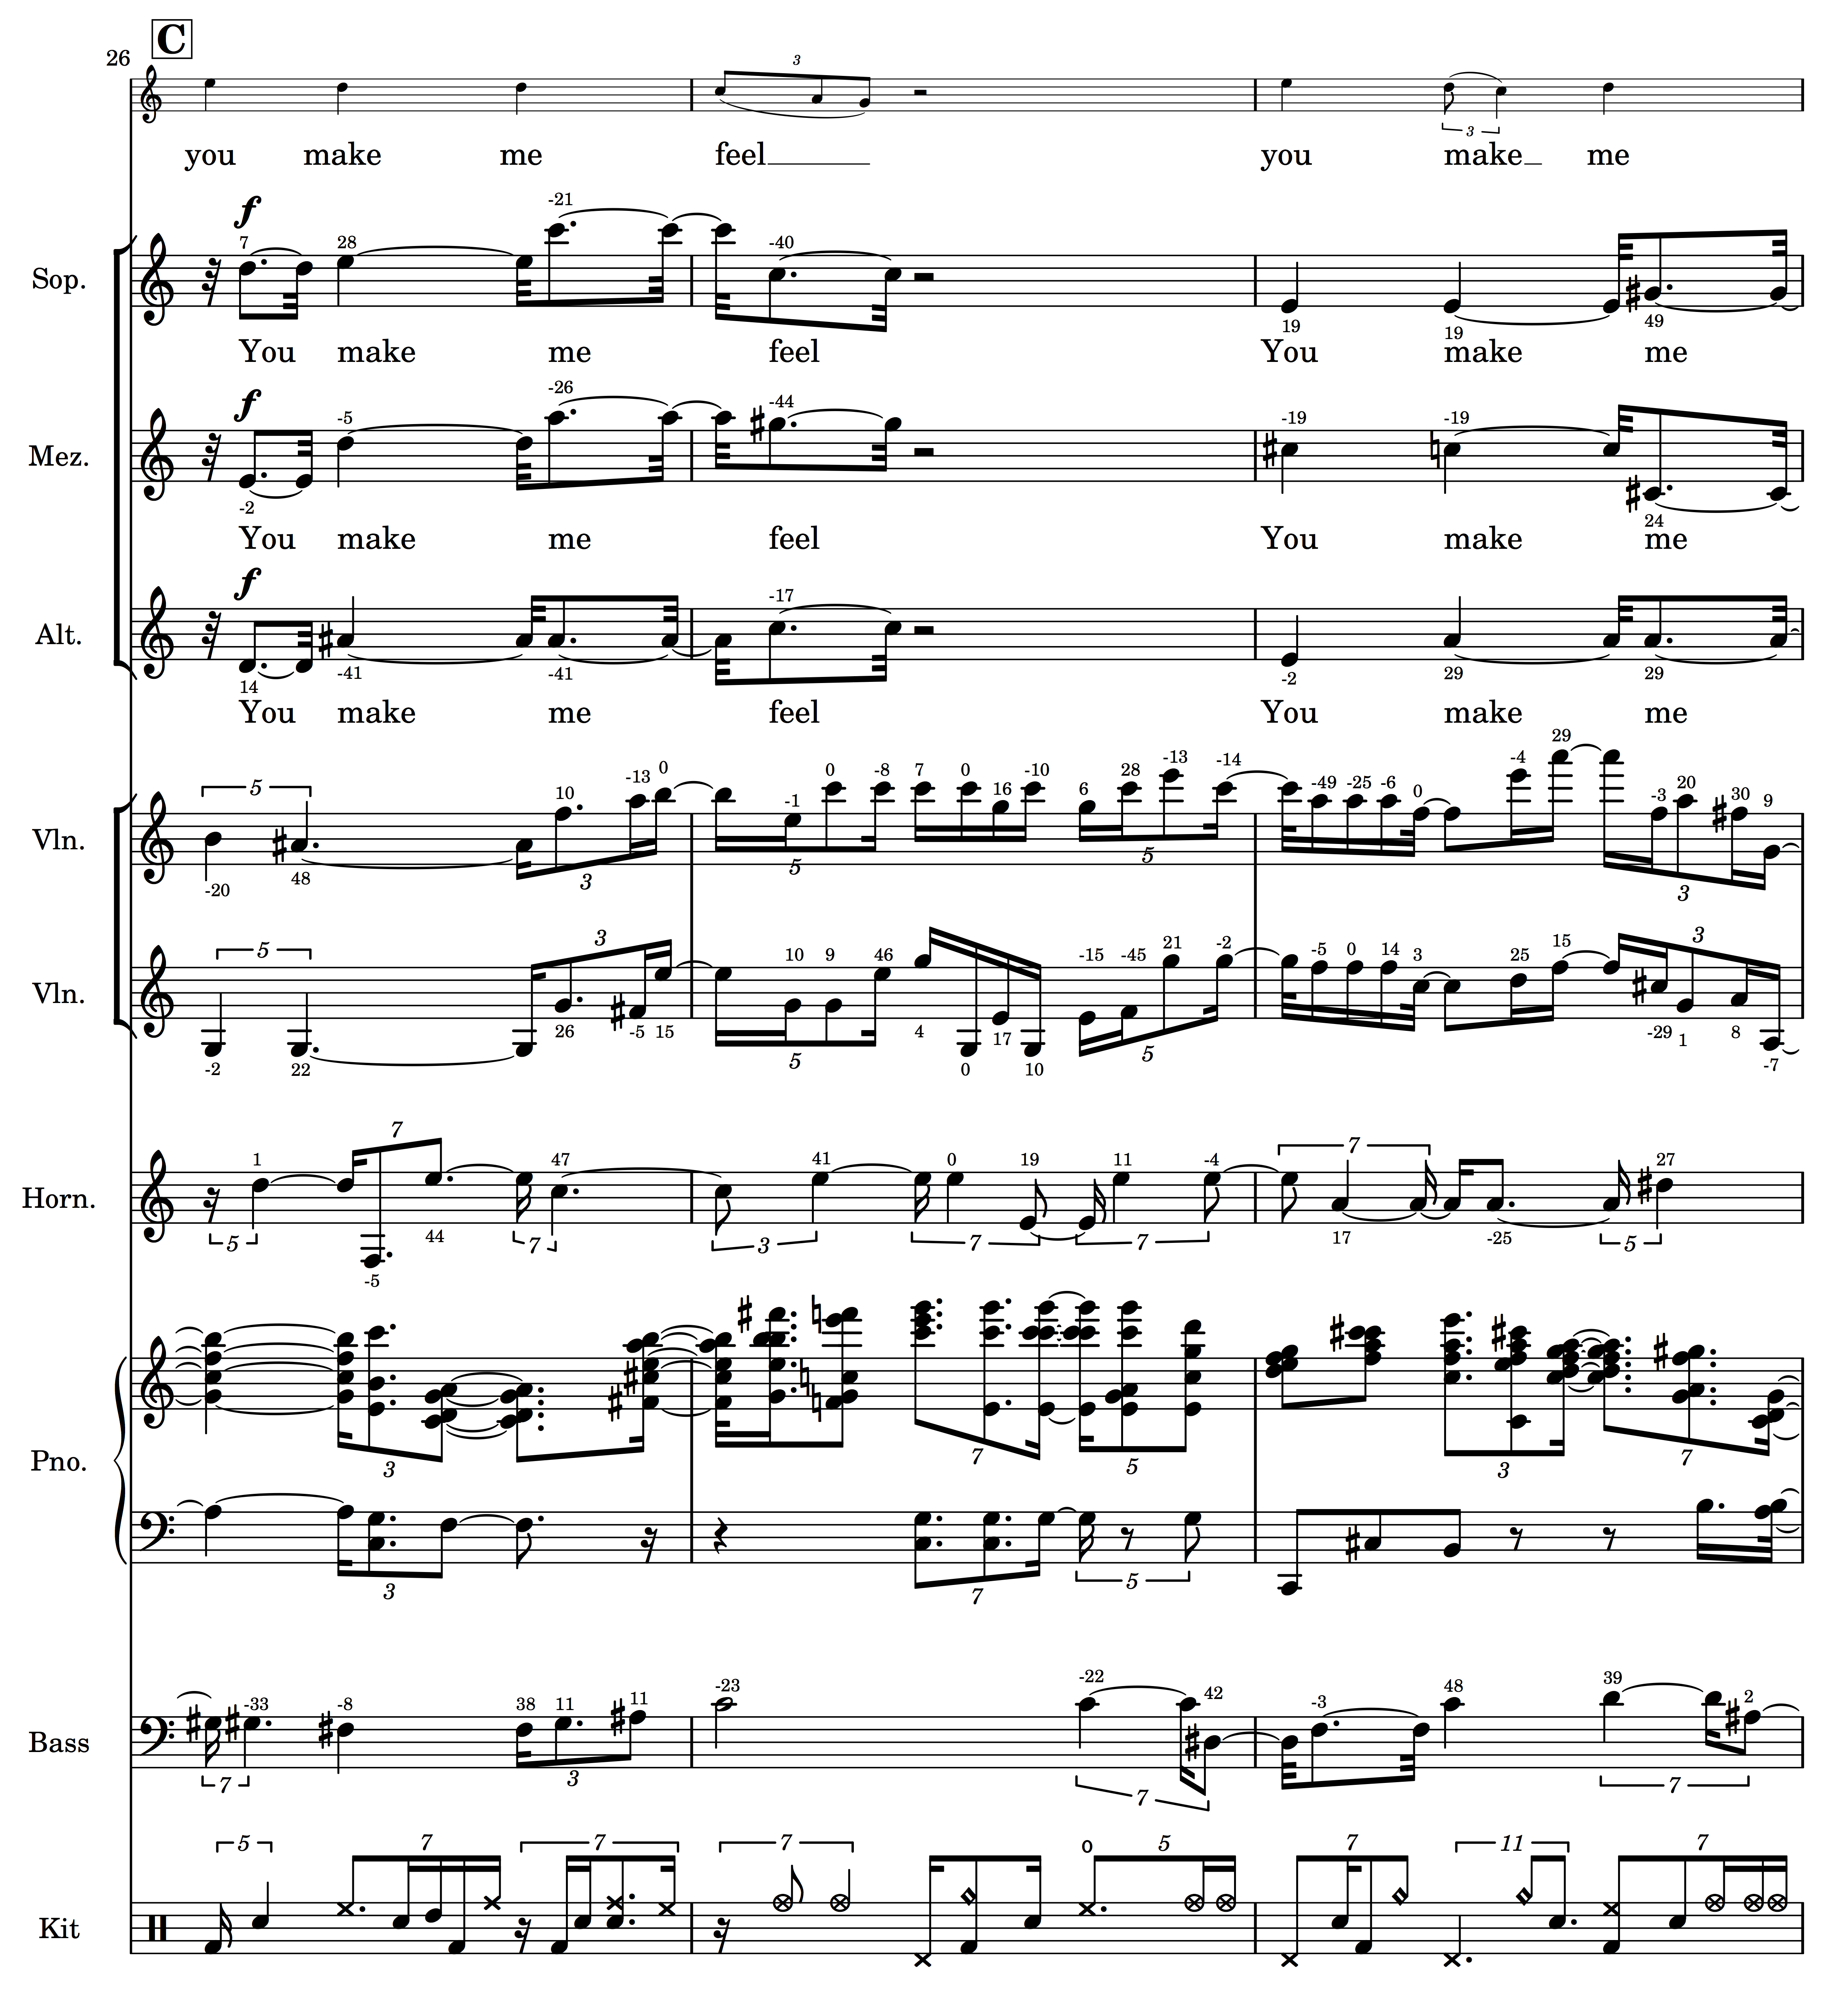 C
26
3
3
you make me feel you make me
f
7 28 -21 -40 19 19 49
Sop.
You make me feel You make me
f
-26
-5 -44 -19 -19
Mez.
-2 24
You make me feel You make me
f
-17
Alt.
14 -41 -41 -2 29 29
You make me feel You make me
5 10 -13 0 -1 0 -8 7 0 16 -10 6 28 -13 -14 -49 -25 -6 0 -4 29 -3 20 30 9
Vln.
-20 48 3 5 5 3
5 3 10 9 46 -15 -45 21 -2 -5 0 14 3 25 15 3
Vln.
-2 22 26 -5 15 5 4 0 17 10 5 -29 1 8 -7
1 7 47 41 0 19 11 -4 7 27
Horn.
5 -5 44 7 3 7 7 17 -25 5
3 7 5 3 7
Pno.
3 7 5
-33 -8 38 11 11 -23 -22 42 -3 48 39 2
Bass
7 3 7 7
5 7 7 7 o 5 7 11 7
Kit